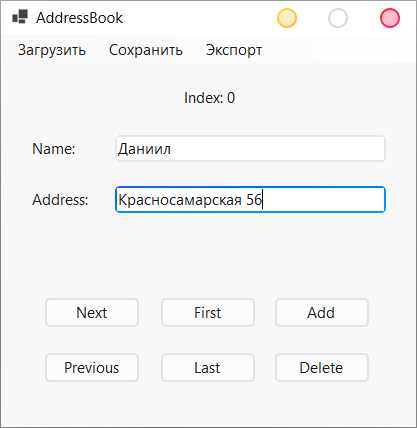 AddressBook
Загрузить Сохранить Экспорт
Index: 0
Name: Даниил
Address: Красносамарская 56
Next First Add
Previous Last Delete